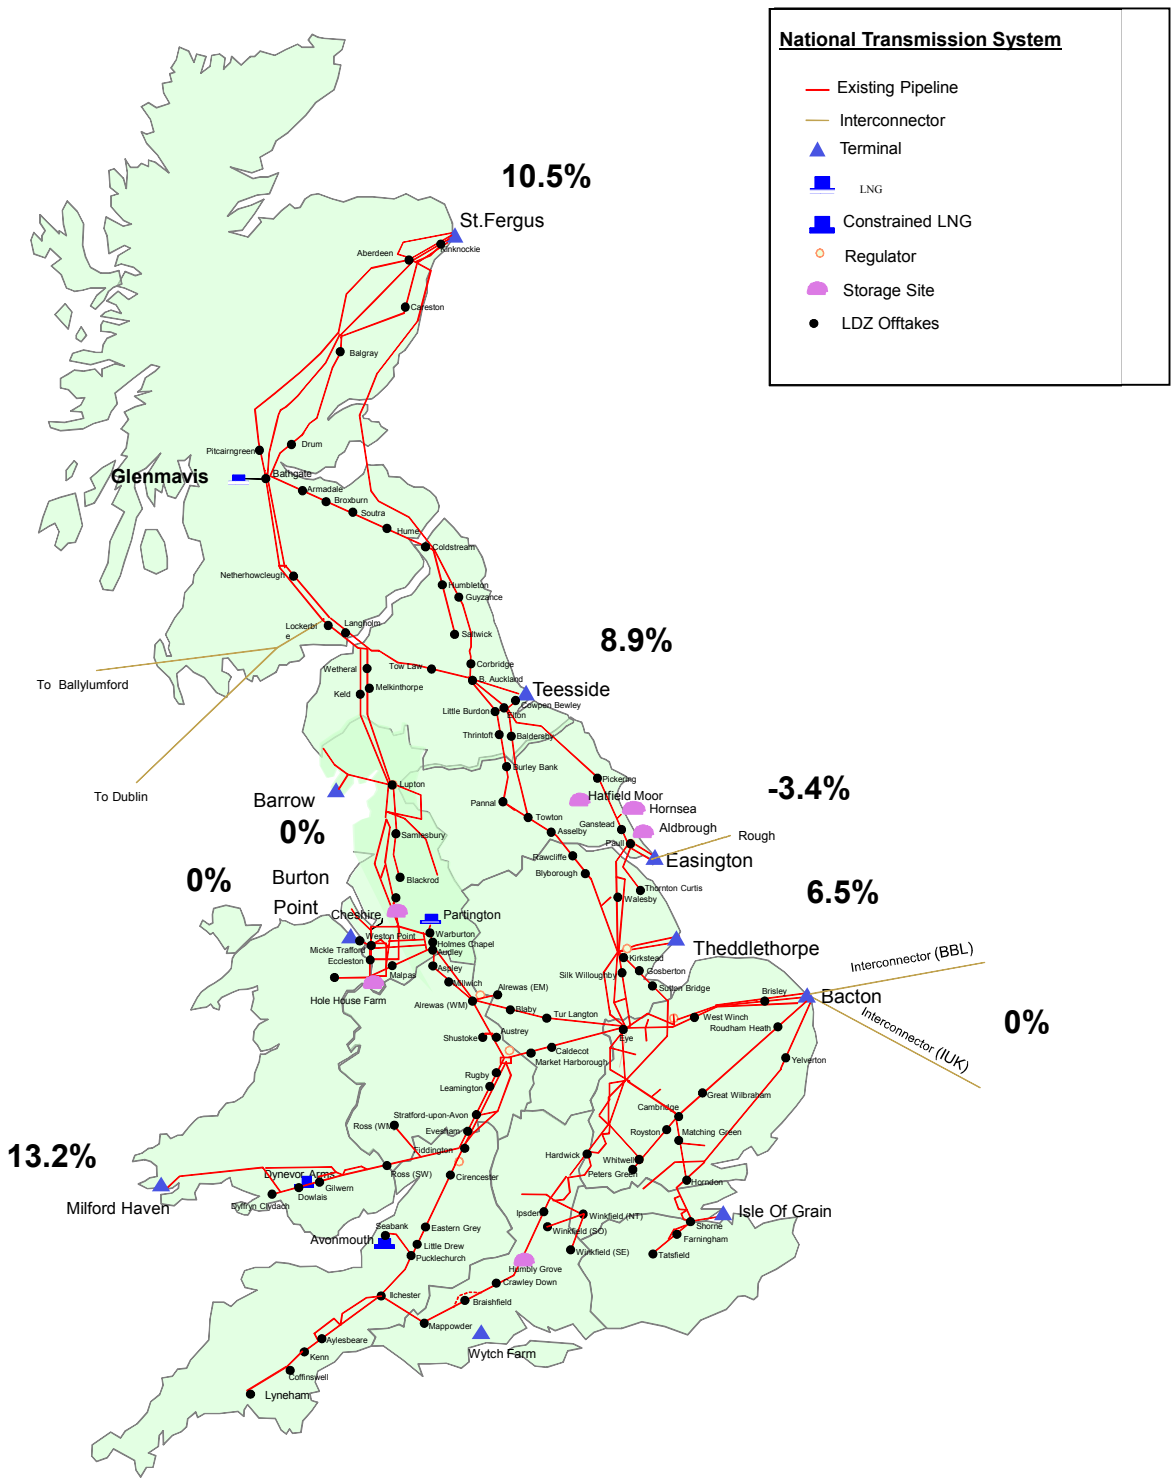 National Transmission System
Existing Pipeline
Interconnector
Terminal
LNG
Constrained LNG
Regulator
Storage Site
LDZ Offtakes
10.5%
St.Fergus
Aberdeen
Kinknockie
Careston
Balgray
Drum
Pitcairngreen
Glenmavis
Bathgate
Armadale
Broxburn
Soutra
Hume
Coldstream
Netherhowcleugh
Humbleton
Guyzance
Lockerbi
e
Langholm
Saltwick
8.9%
Wetheral
Tow Law
Corbridge
B. Auckland
To Ballylumford
Melkinthorpe
Keld
Teesside
Cowpen Bewley
Little Burdon
Elton
Thrintoft
Baldersby
Burley Bank
Pickering
To Dublin
Lupton
Barrow
0%
Pannal
Hatfield Moor
-3.4%
Hornsea
Towton
Ganstead
Aldbrough
Samlesbury
Asselby
Paull
Rough
Rawcliffe
Easington
Blyborough
0%
Burton
Point
Blackrod
Thornton Curtis
Walesby
6.5%
Cheshire
Partington
Weston Point
Warburton
Mickle Trafford
Holmes Chapel
Audley
Eccleston
Malpas
Aspley
Hole House Farm
Milwich
Theddlethorpe
Kirkstead
Silk Willoughby
Gosberton
Sutton Bridge
Interconnector (BBL)
Alrewas (EM)
Alrewas (WM)
Blaby
Tur Langton
Brisley
Bacton
West Winch
Roudham Heath
0%
Interconnector (IUK)
Shustoke
Austrey
Eye
Caldecot
Market Harborough
Yelverton
Rugby
Leamington
Great Wilbraham
Stratford-upon-Avon
Cambridge
Ross (WM)
Evesham
Royston
Matching Green
13.2%
Fiddington
Hardwick
Whitwell
Peters Green
Ross (SW)
Dynevor Arms
Cirencester
Horndon
Gilwern
Dowlais
Dyffryn Clydach
Milford Haven
Ipsden
Winkfield (NT)
Isle Of Grain
Shorne
Seabank
Eastern Grey
Winkfield (SO)
Farningham
Avonmouth
Little Drew
Pucklechurch
Winkfield (SE)
Tatsfield
Humbly Grove
Crawley Down
Ilchester
Braishfield
Mappowder
Aylesbeare
Wytch Farm
Kenn
Coffinswell
Lyneham